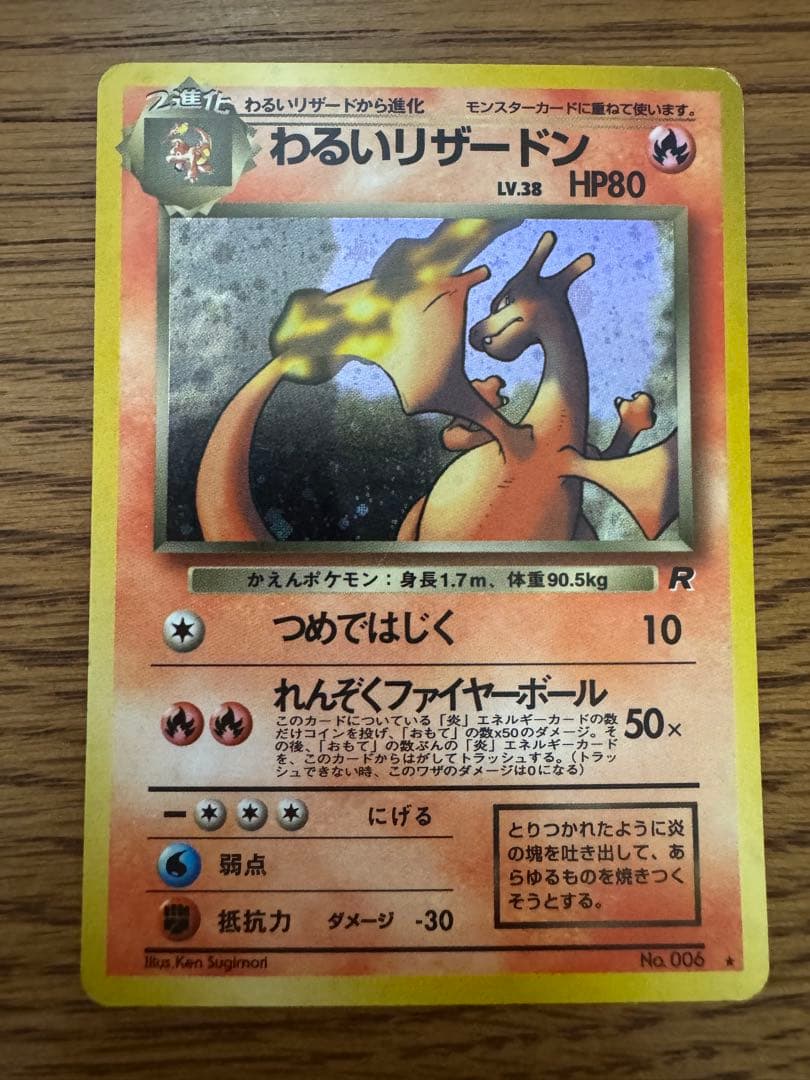 2進化 わるいリザードから進化 モンスターカードに重ねて使います。
わるいリザードン
LV.38 HP80
かえんポケモン：身長1.7m、体重90.5kg R
つめではじく 10
れんぞくファイヤーボール
このカードについている「炎」エネルギーカードの数
だけコインを投げ、「おもて」の数x50のダメージ。そ
の後、「おもて」の数ぶんの「炎」エネルギーカード
を、このカードからはがしてトラッシュする。（トラッ
シュできない時、このワザのダメージは0になる）
50×
にげる
弱点
抵抗力 ダメージ -30
とりつかれたように炎
の塊を吐き出して、あ
らゆるものを焼きつく
そうとする。
Illus. Ken Sugimori No. 006 ★